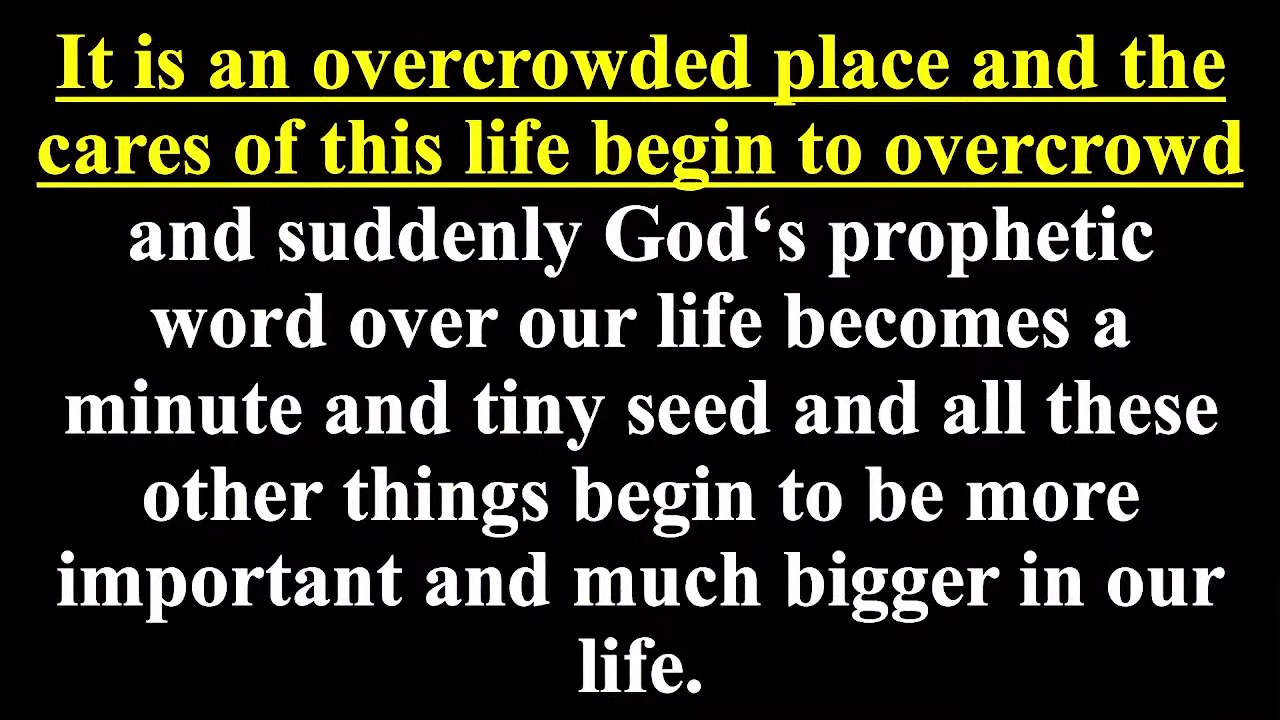 It is an overcrowded place and the
cares of this life begin to overcrowd
and suddenly God‘s prophetic
word over our life becomes a
minute and tiny seed and all these
other things begin to be more
important and much bigger in our
life.